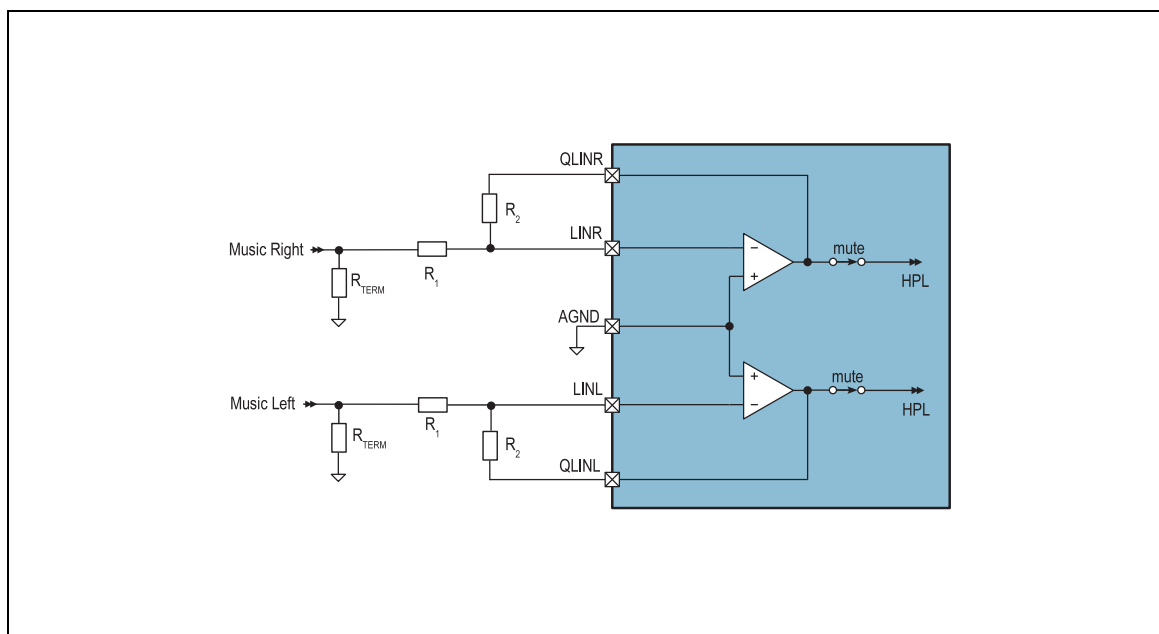 QLINR
R2
Music Right
LINR
mute
R1
HPL
RTERM
AGND
LINL
mute
Music Left
HPL
R1
RTERM
R2
QLINL